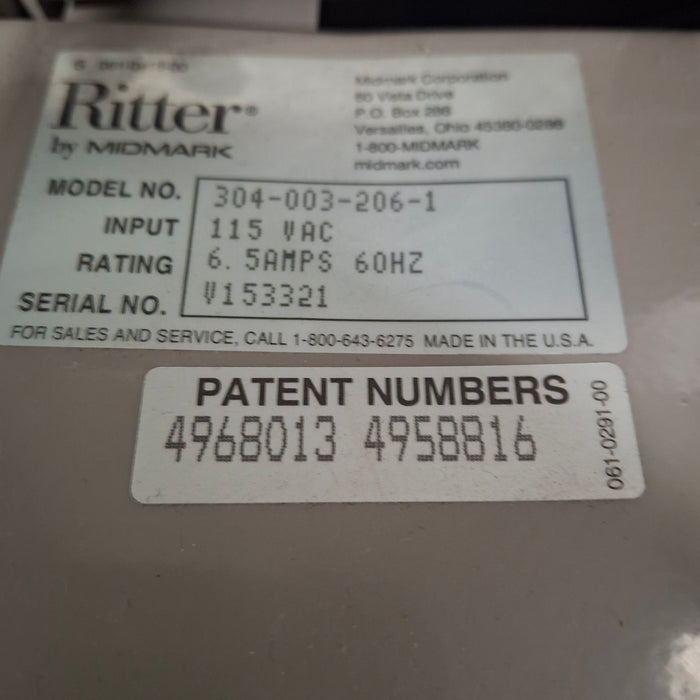 Ritter®
by MIDMARK
Midmark Corporation
60 Vista Drive
P.O. Box 286
Versailles, Ohio 45380-0286
1-800-MIDMARK
midmark.com
MODEL NO. 304-003-206-1
INPUT 115 VAC
RATING 6.5AMPS 60HZ
SERIAL NO. V153321
FOR SALES AND SERVICE, CALL 1-800-643-6275 MADE IN THE U.S.A.
PATENT NUMBERS
4968013 4958816
061-0291-00